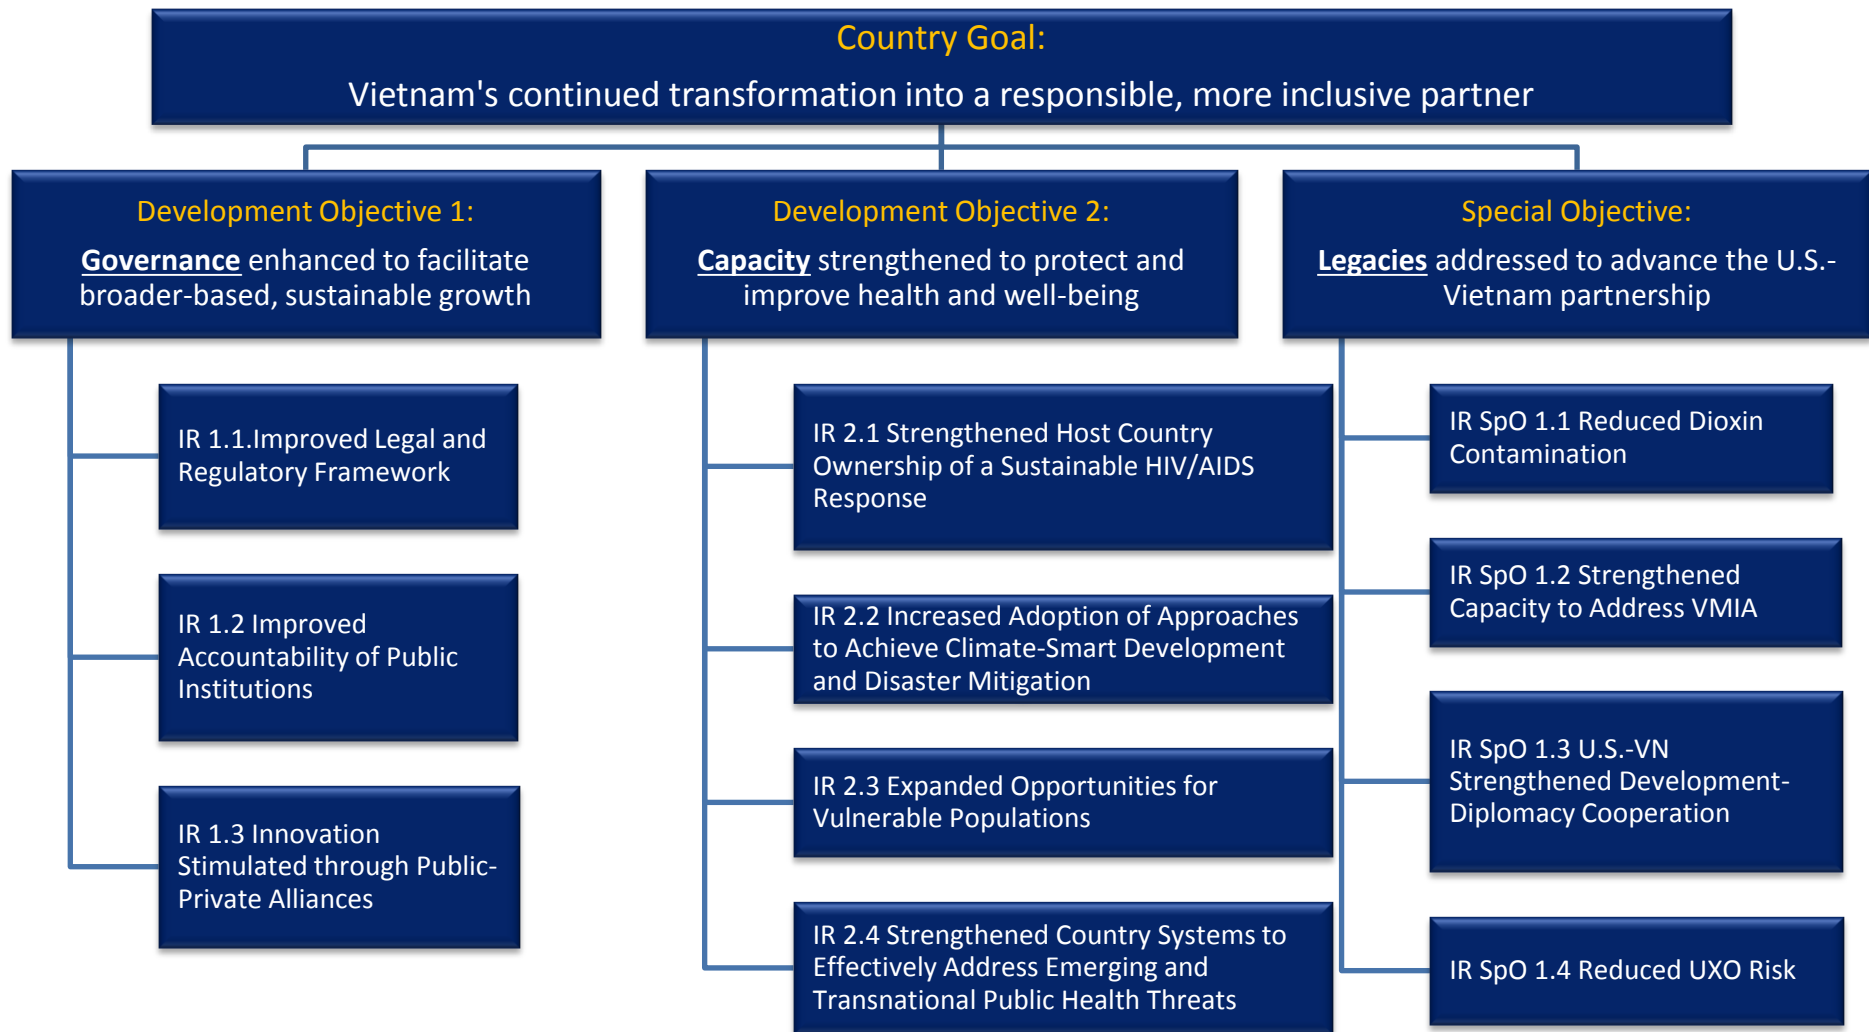 Country Goal:
Vietnam's continued transformation into a responsible, more inclusive partner
Development Objective 1:
Governance enhanced to facilitate
broader-based, sustainable growth
IR 1.1.Improved Legal and
Regulatory Framework
IR 1.2 Improved
Accountability of Public
Institutions
IR 1.3 Innovation
Stimulated through Public-
Private Alliances
Development Objective 2:
Capacity strengthened to protect and
improve health and well-being
IR 2.1 Strengthened Host Country
Ownership of a Sustainable HIV/AIDS
Response
IR 2.2 Increased Adoption of Approaches
to Achieve Climate-Smart Development
and Disaster Mitigation
IR 2.3 Expanded Opportunities for
Vulnerable Populations
IR 2.4 Strengthened Country Systems to
Effectively Address Emerging and
Transnational Public Health Threats
Special Objective:
Legacies addressed to advance the U.S.-
Vietnam partnership
IR SpO 1.1 Reduced Dioxin
Contamination
IR SpO 1.2 Strengthened
Capacity to Address VMIA
IR SpO 1.3 U.S.-VN
Strengthened Development-
Diplomacy Cooperation
IR SpO 1.4 Reduced UXO Risk